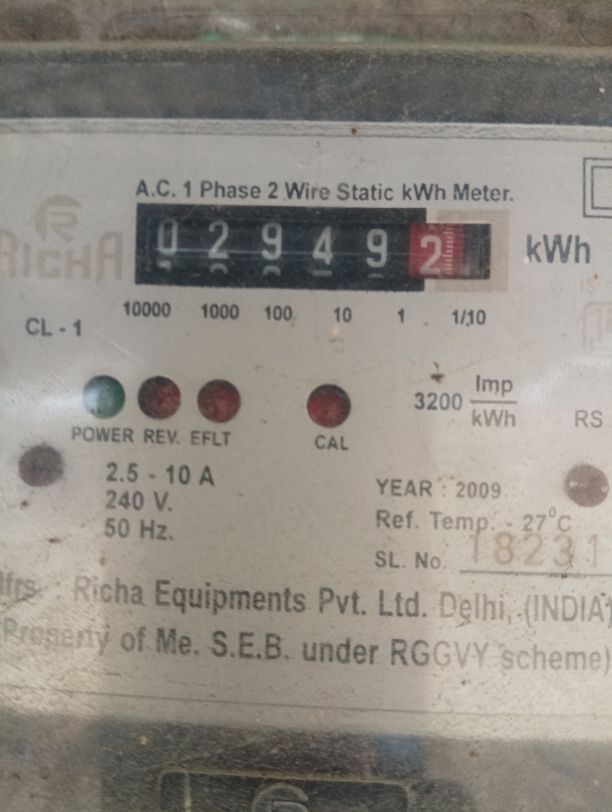 A.C. 1 Phase 2 Wire Static kWh Meter.
RICHA
0 2 9 4 9 2 kWh
10000 1000 100 10 1 1/10
CL - 1
3200 Imp
kWh
POWER REV. EFLT CAL
RS
2.5 - 10 A
240 V.
50 Hz.
YEAR : 2009
Ref. Temp. - 27°C
SL. No. 18231
Mfrs. : Richa Equipments Pvt. Ltd. Delhi, (INDIA)
Property of Me. S.E.B. under RGGVY scheme)